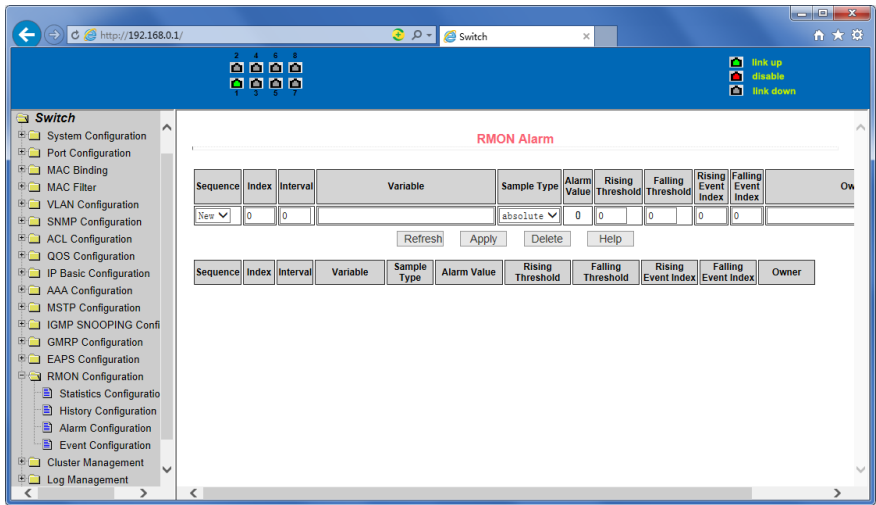 http://192.168.0.1/
Switch
2 4 6 8
1 3 5 7
link up
disable
link down
Switch
System Configuration
Port Configuration
MAC Binding
MAC Filter
VLAN Configuration
SNMP Configuration
ACL Configuration
QOS Configuration
IP Basic Configuration
AAA Configuration
MSTP Configuration
IGMP SNOOPING Confi
GMRP Configuration
EAPS Configuration
RMON Configuration
Statistics Configuratio
History Configuration
Alarm Configuration
Event Configuration
Cluster Management
Log Management
RMON Alarm
Sequence Index Interval Variable Sample Type Alarm Value Rising Threshold Falling Threshold Rising Event Index Falling Event Index Ow
New 0 0 absolute 0 0 0 0 0
Refresh Apply Delete Help
Sequence Index Interval Variable Sample Type Alarm Value Rising Threshold Falling Threshold Rising Event Index Falling Event Index Owner